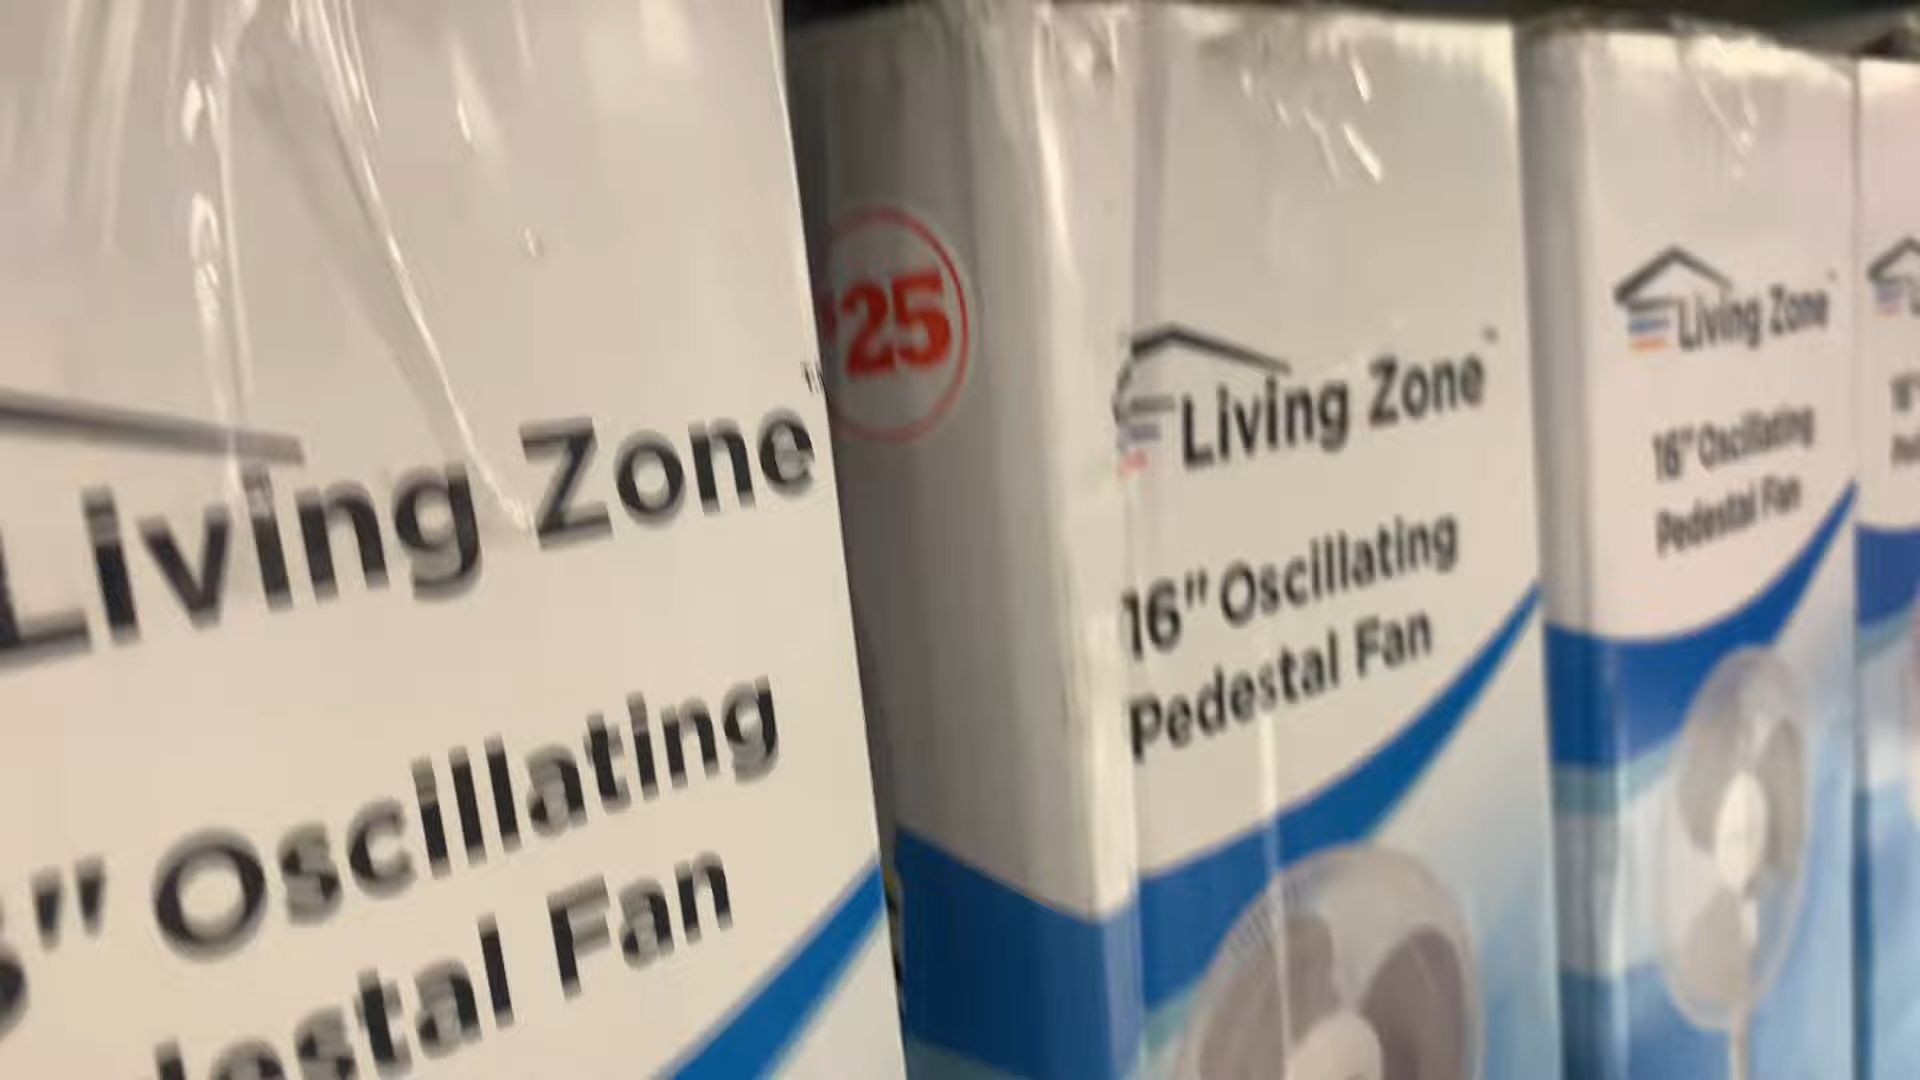 Living Zone
" Oscillating
Fan
25
Living Zone
16" Oscillating
Pedestal Fan
Living Zone
16" Oscillating
Pedestal Fan